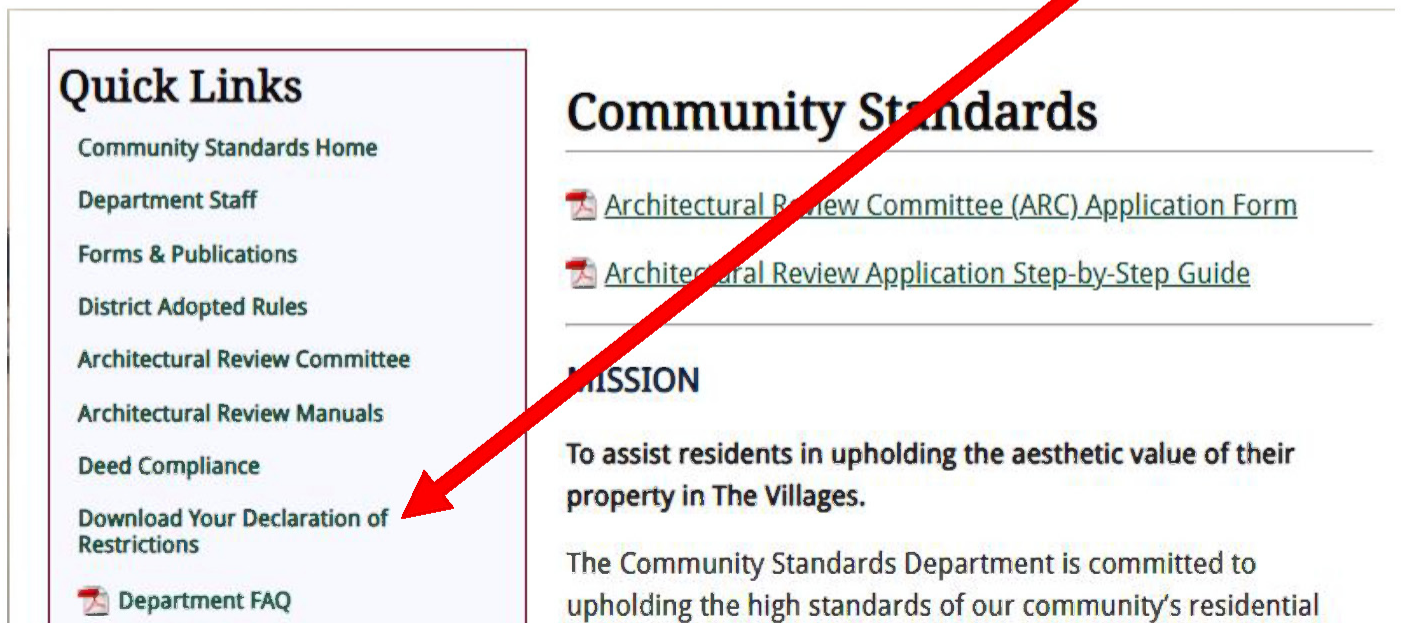 Quick Links
Community Standards Home
Department Staff
Forms & Publications
District Adopted Rules
Architectural Review Committee
Architectural Review Manuals
Deed Compliance
Download Your Declaration of
Restrictions
Department FAQ
Community Standards
Architectural Review Committee (ARC) Application Form
Architectural Review Application Step-by-Step Guide
MISSION
To assist residents in upholding the aesthetic value of their
property in The Villages.
The Community Standards Department is committed to
upholding the high standards of our community's residential